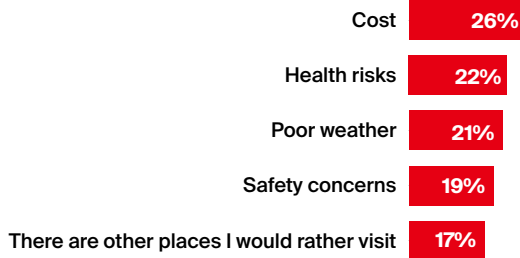 Cost 26%
Health risks 22%
Poor weather 21%
Safety concerns 19%
There are other places I would rather visit 17%